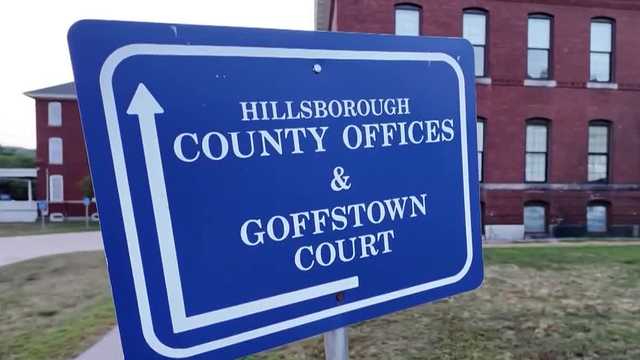 HILLSBOROUGH
COUNTY OFFICES
&
GOFFSTOWN
COURT